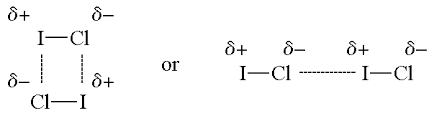 δ+ δ−
I—Cl
δ− δ+
Cl—I
or
δ+ δ− δ+ δ−
I—Cl ---------- I—Cl